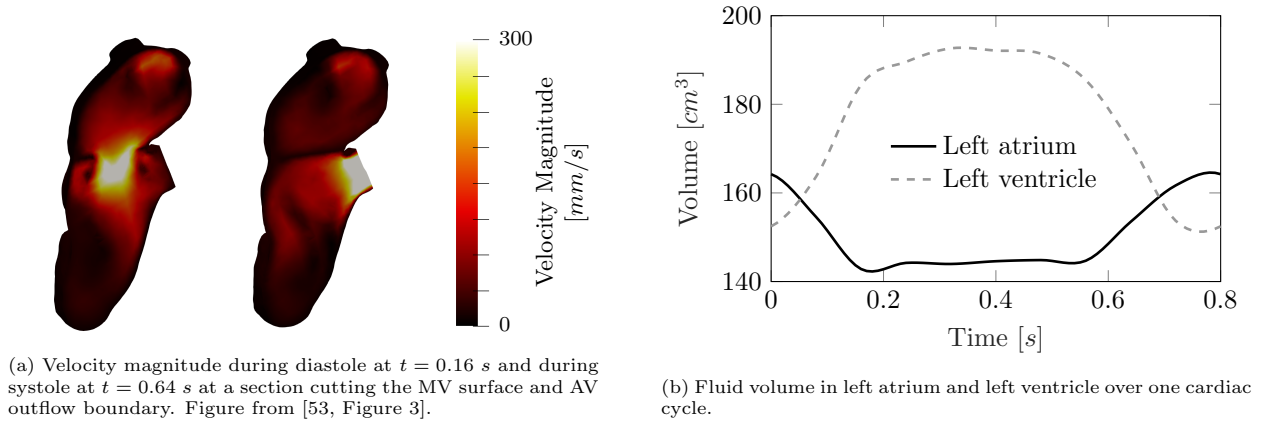 300
Velocity Magnitude
[mm/s]
0
(a) Velocity magnitude during diastole at t = 0.16 s and during
systole at t = 0.64 s at a section cutting the MV surface and AV
outflow boundary. Figure from [53, Figure 3].
200
180
160
140
Volume [cm³]
Left atrium
Left ventricle
0 0.2 0.4 0.6 0.8
Time [s]
(b) Fluid volume in left atrium and left ventricle over one cardiac
cycle.